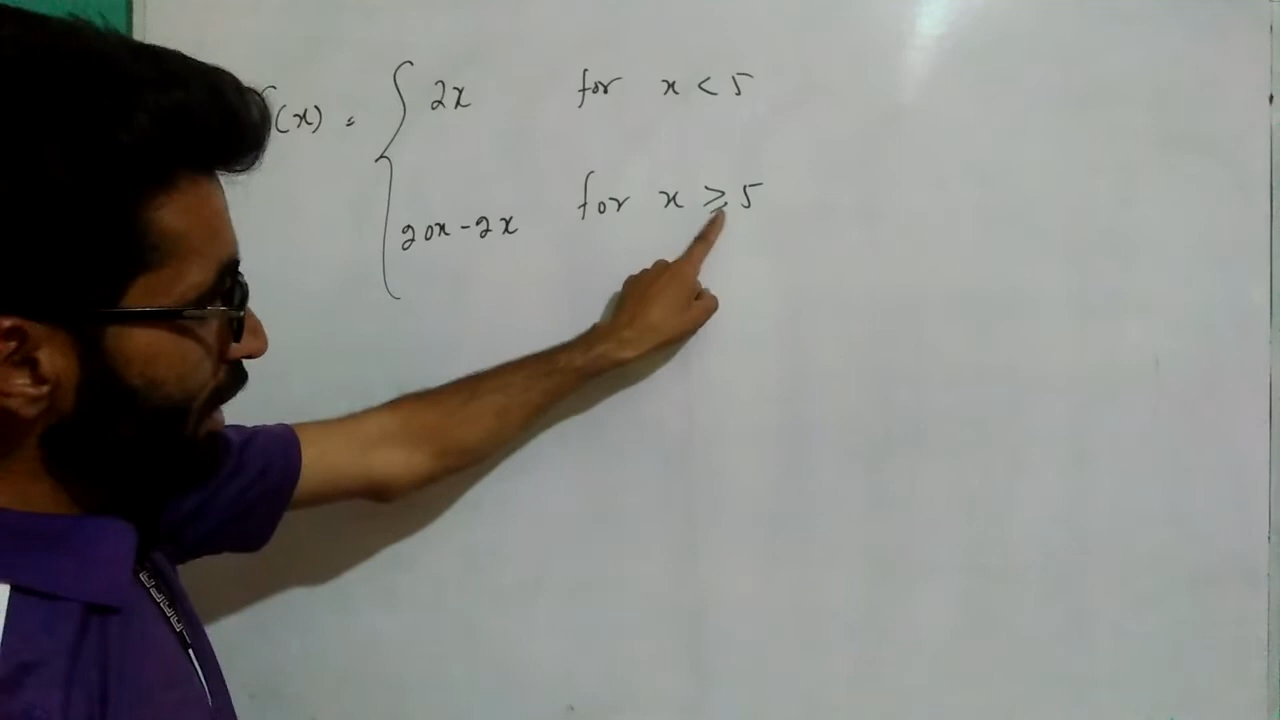 f(x) = { 2x for x < 5
20x-2x for x ≥ 5